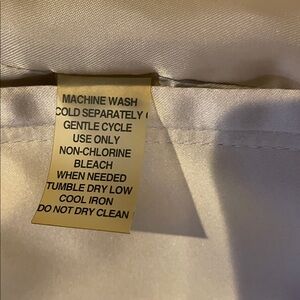 MACHINE WASH
COLD SEPARATELY
GENTLE CYCLE
USE ONLY
NON-CHLORINE
BLEACH
WHEN NEEDED
TUMBLE DRY LOW
COOL IRON
DO NOT DRY CLEAN